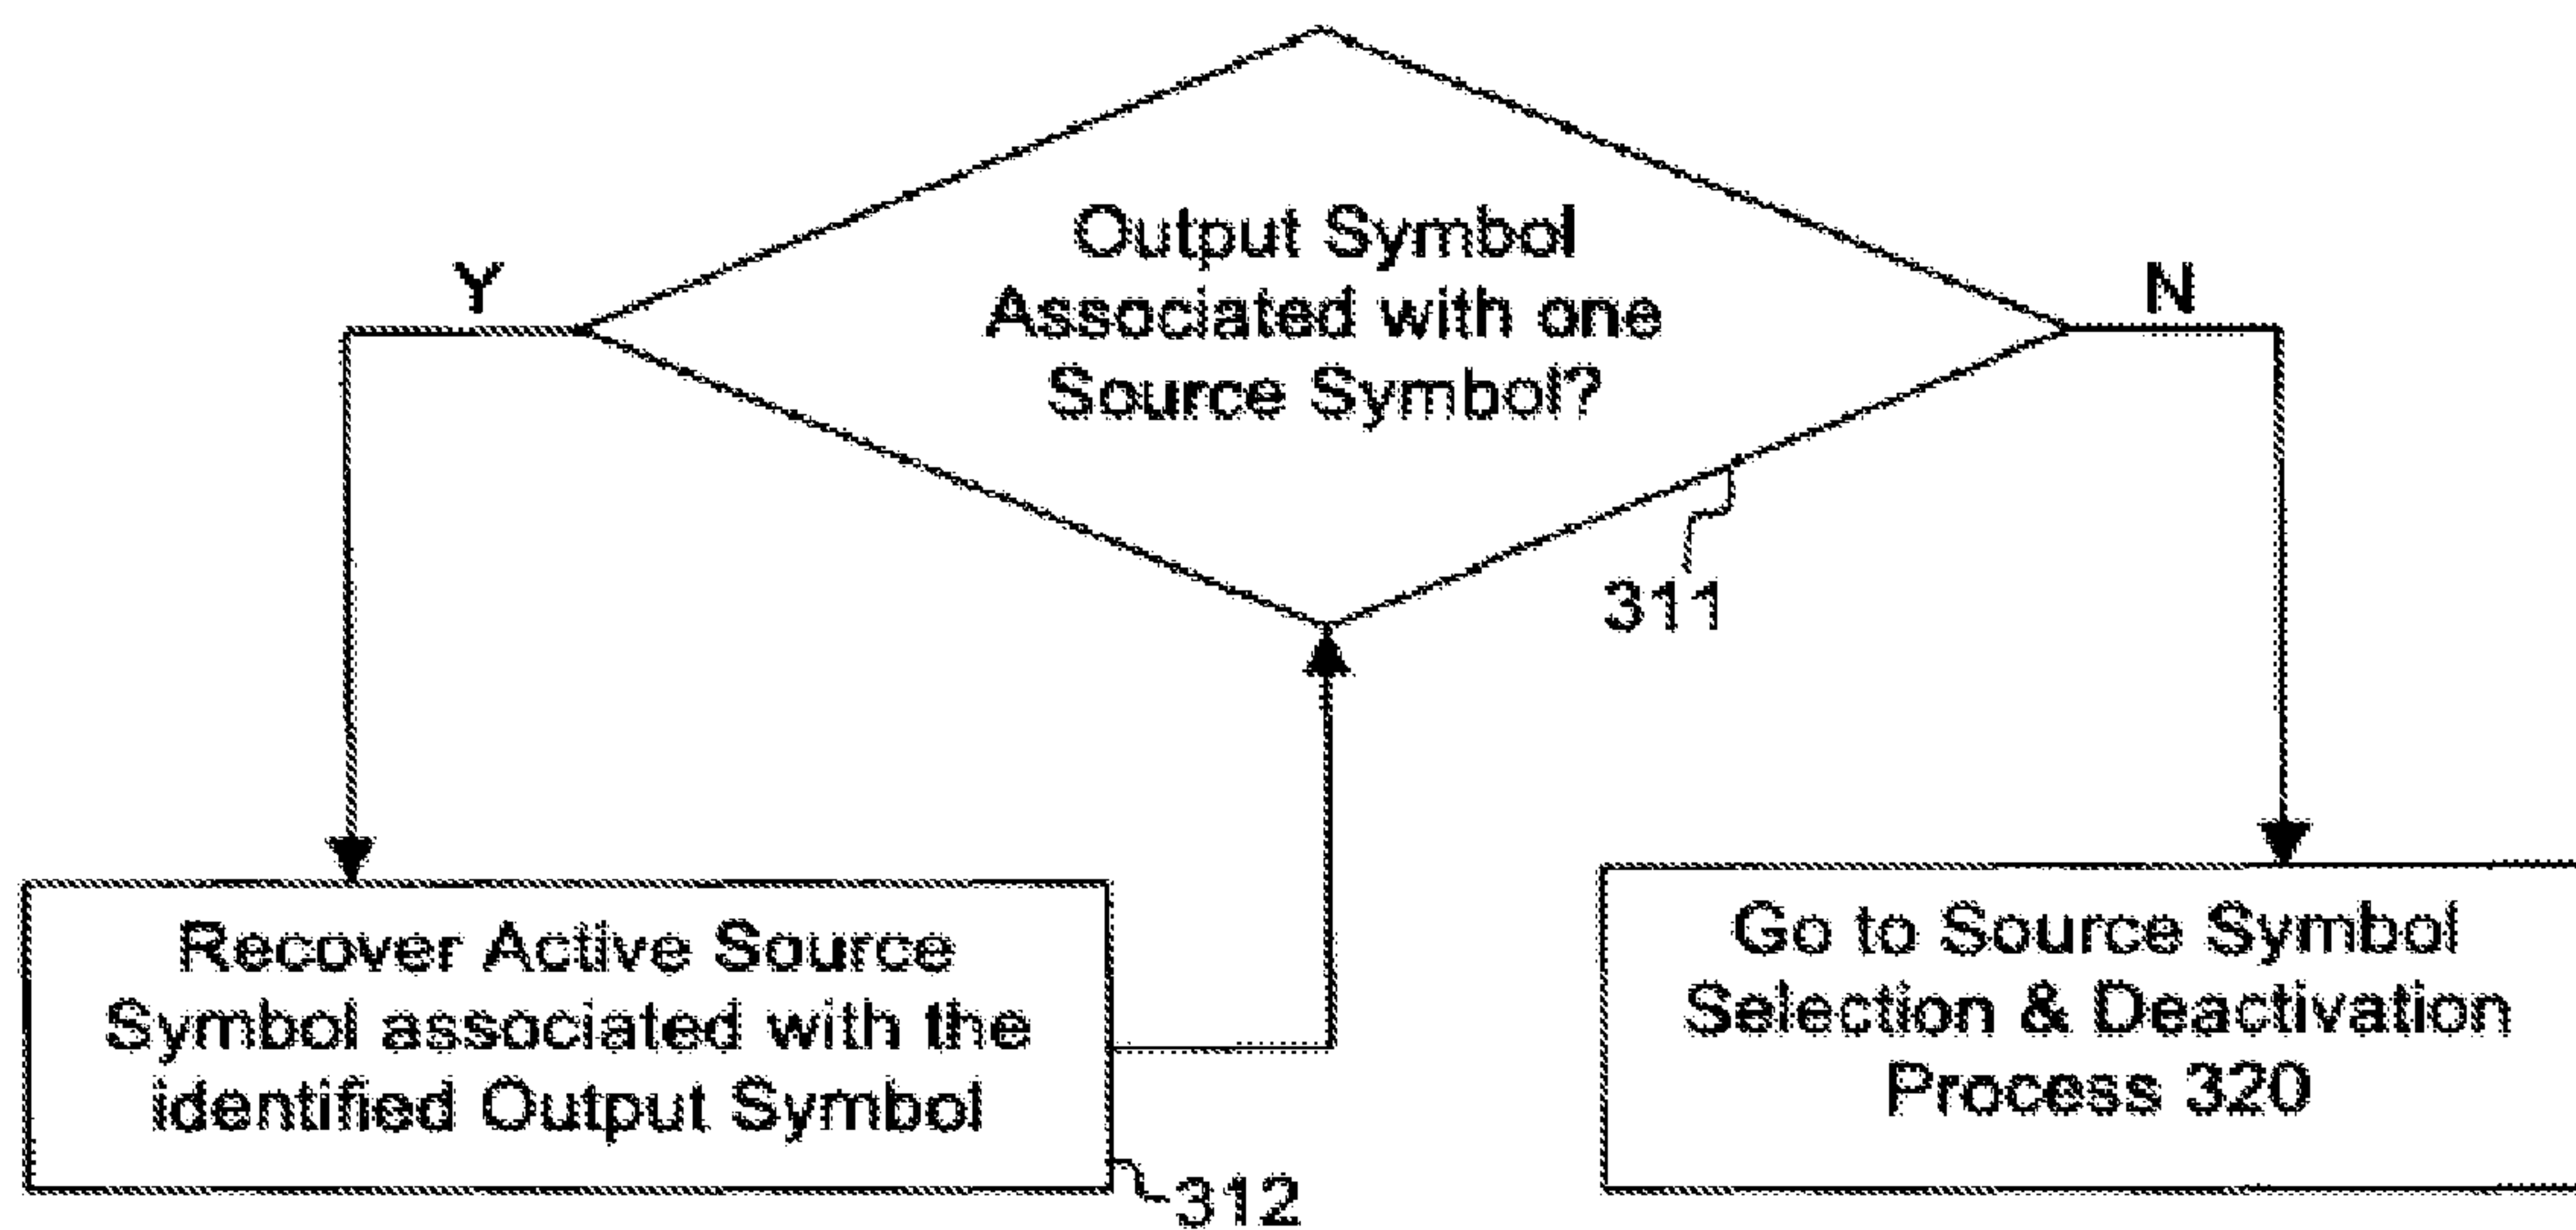 Output Symbol
Associated with one
Source Symbol?
Y
N
311
Recover Active Source
Symbol associated with the
identified Output Symbol
312
Go to Source Symbol
Selection & Deactivation
Process 320